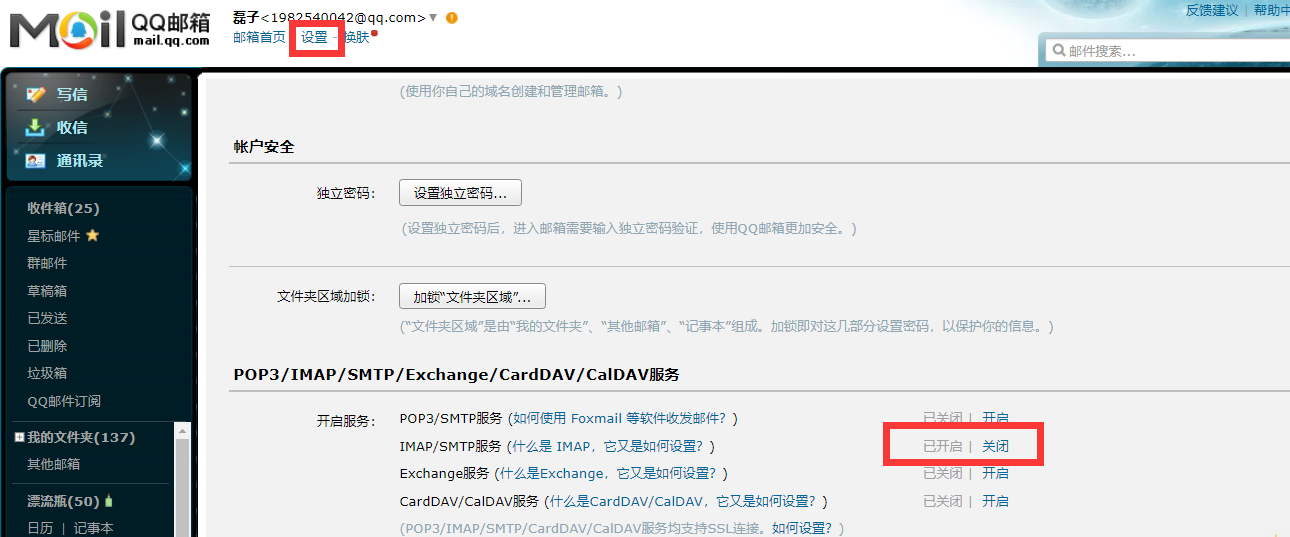 MOil QQ邮箱 mail.qq.com
磊子<1982540042@qq.com>
邮箱首页 设置 - 换肤
反馈建议 | 帮助中
邮件搜索...
写信
收信
通讯录
收件箱(25)
星标邮件
群邮件
草稿箱
已发送
已删除
垃圾箱
QQ邮件订阅
我的文件夹(137)
其他邮箱
漂流瓶(50)
日历 | 记事本
(使用你自己的域名创建和管理邮箱。)
帐户安全
独立密码: 设置独立密码...
(设置独立密码后，进入邮箱需要输入独立密码验证，使用QQ邮箱更加安全。)
文件夹区域加锁: 加锁“文件夹区域”...
(“文件夹区域”是由“我的文件夹”、“其他邮箱”、“记事本”组成。加锁即对这几部分设置密码，以保护你的信息。)
POP3/IMAP/SMTP/Exchange/CardDAV/CalDAV服务
开启服务: POP3/SMTP服务 (如何使用 Foxmail 等软件收发邮件？) 已关闭 | 开启
IMAP/SMTP服务 (什么是 IMAP，它又是如何设置？) 已开启 | 关闭
Exchange服务 (什么是Exchange，它又是如何设置？) 已关闭 | 开启
CardDAV/CalDAV服务 (什么是CardDAV/CalDAV，它又是如何设置？) 已关闭 | 开启
(POP3/IMAP/SMTP/CardDAV/CalDAV服务均支持SSL连接。如何设置？)